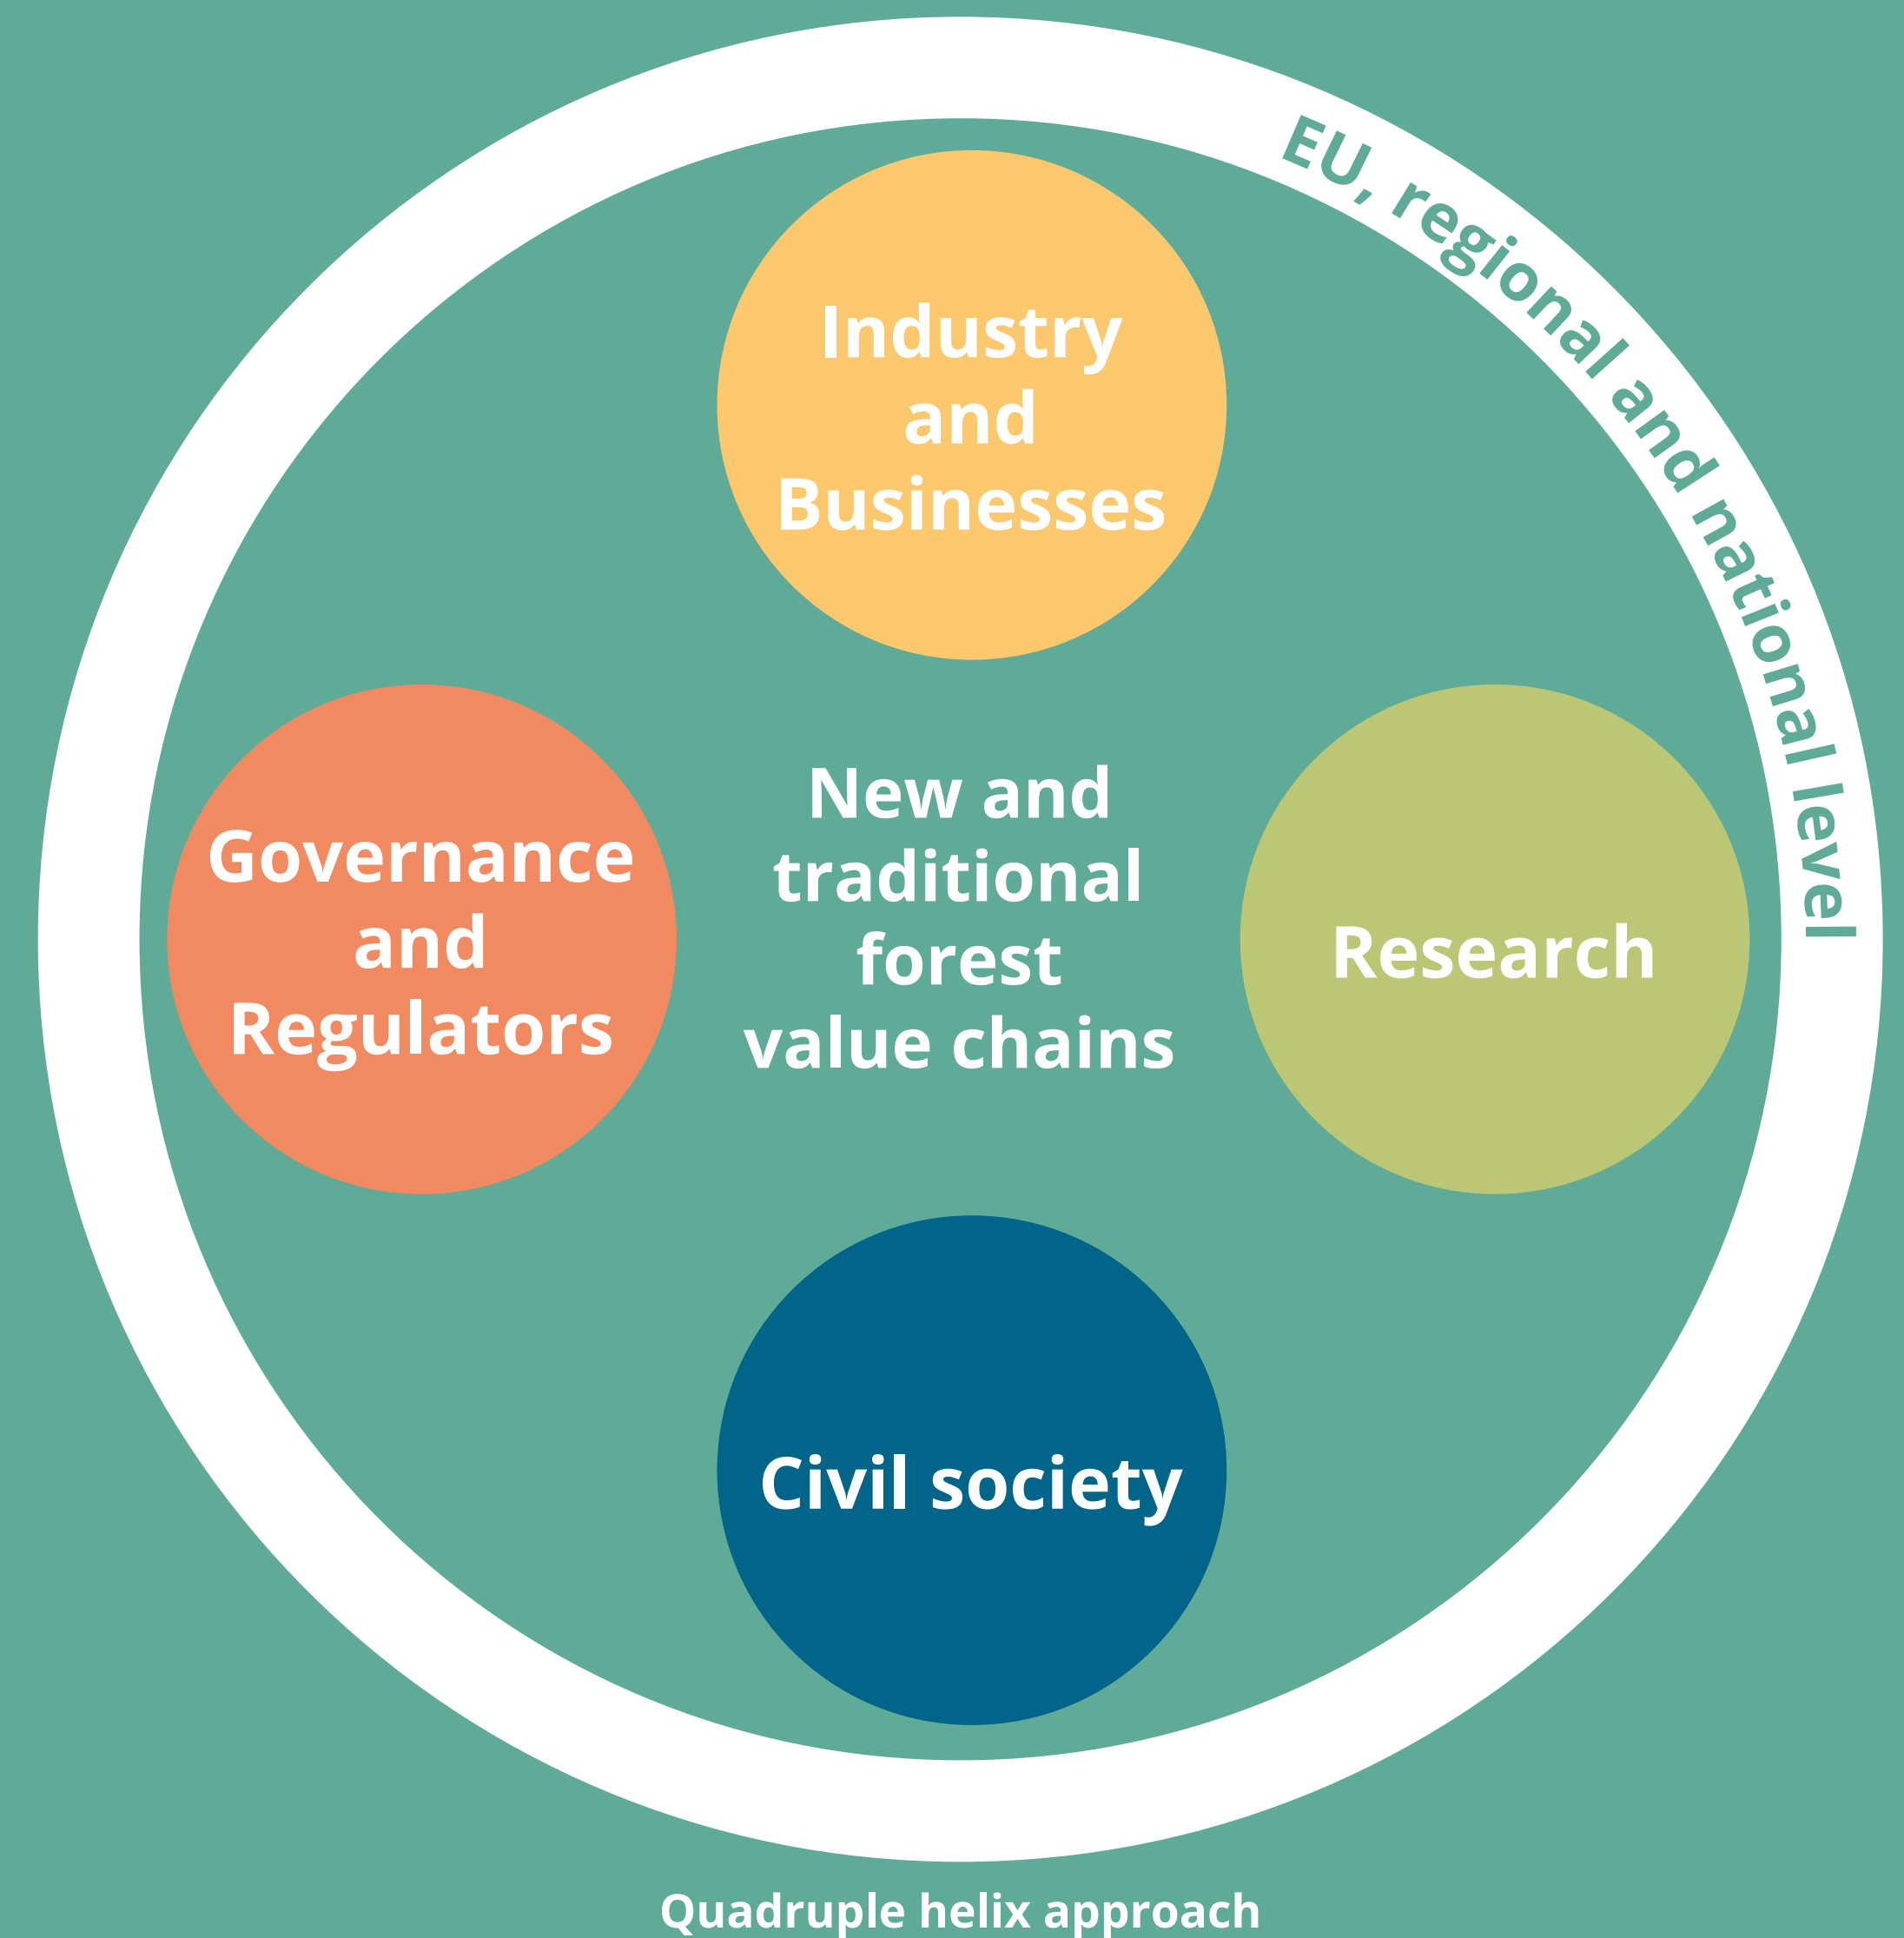 EU, regional and national level
Industry
and
Businesses
Governance
and
Regulators
New and
traditional
forest
value chains
Research
Civil society
Quadruple helix approach